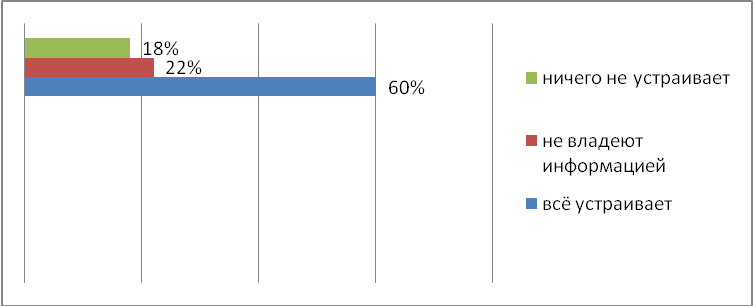 18%
22%
60%
ничего не устраивает
не владеют
информацией
всё устраивает